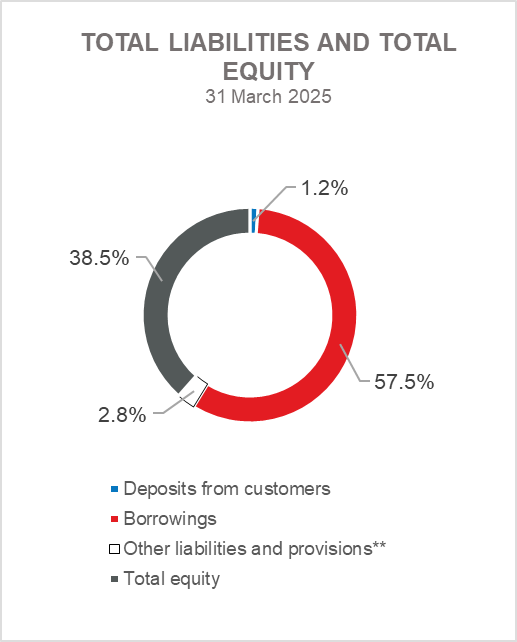 TOTAL LIABILITIES AND TOTAL
EQUITY
31 March 2025
1.2%
38.5%
57.5%
2.8%
Deposits from customers
Borrowings
Other liabilities and provisions**
Total equity